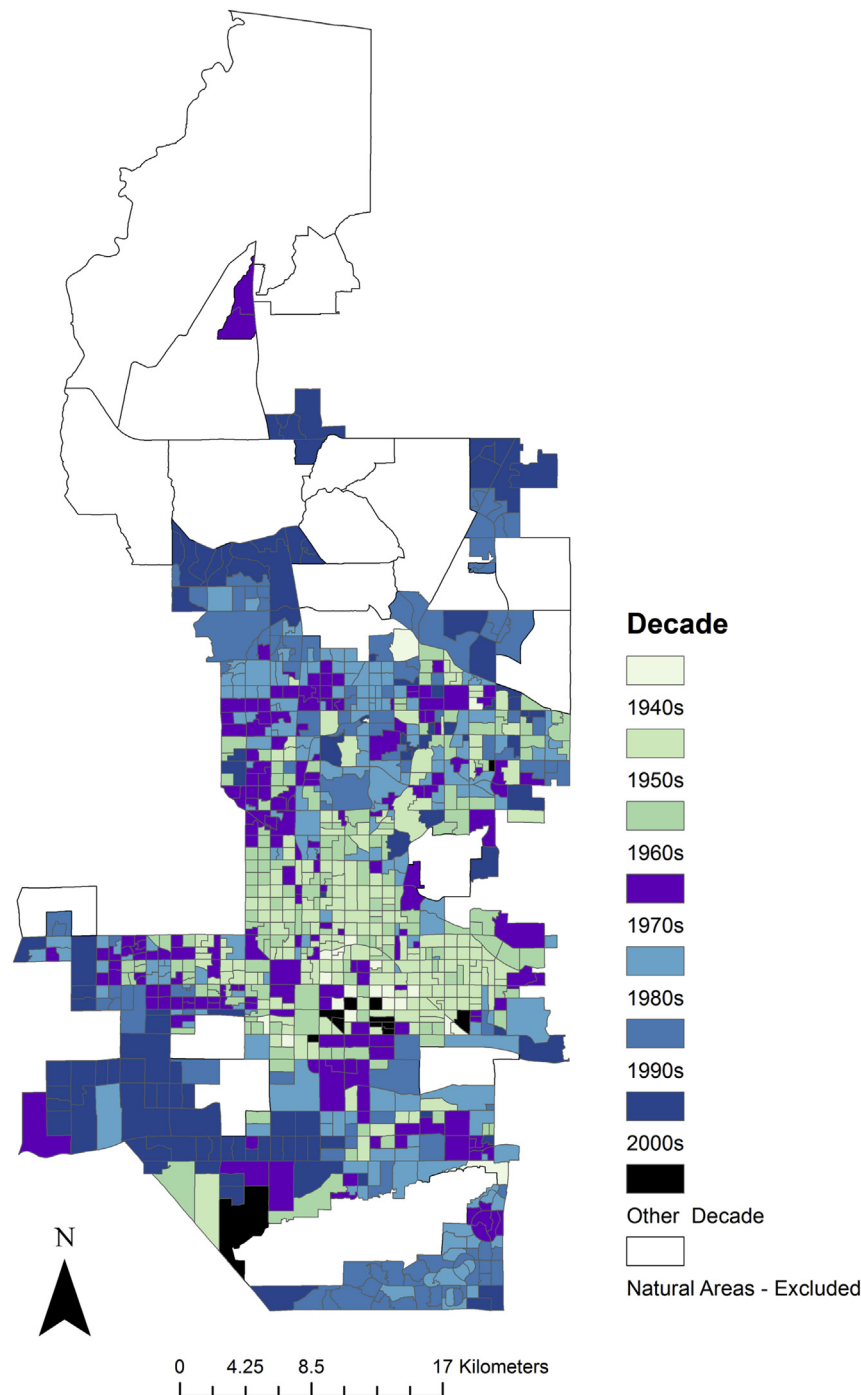 Decade
1940s
1950s
1960s
1970s
1980s
1990s
2000s
Other Decade
Natural Areas - Excluded
N
0 4.25 8.5 17 Kilometers